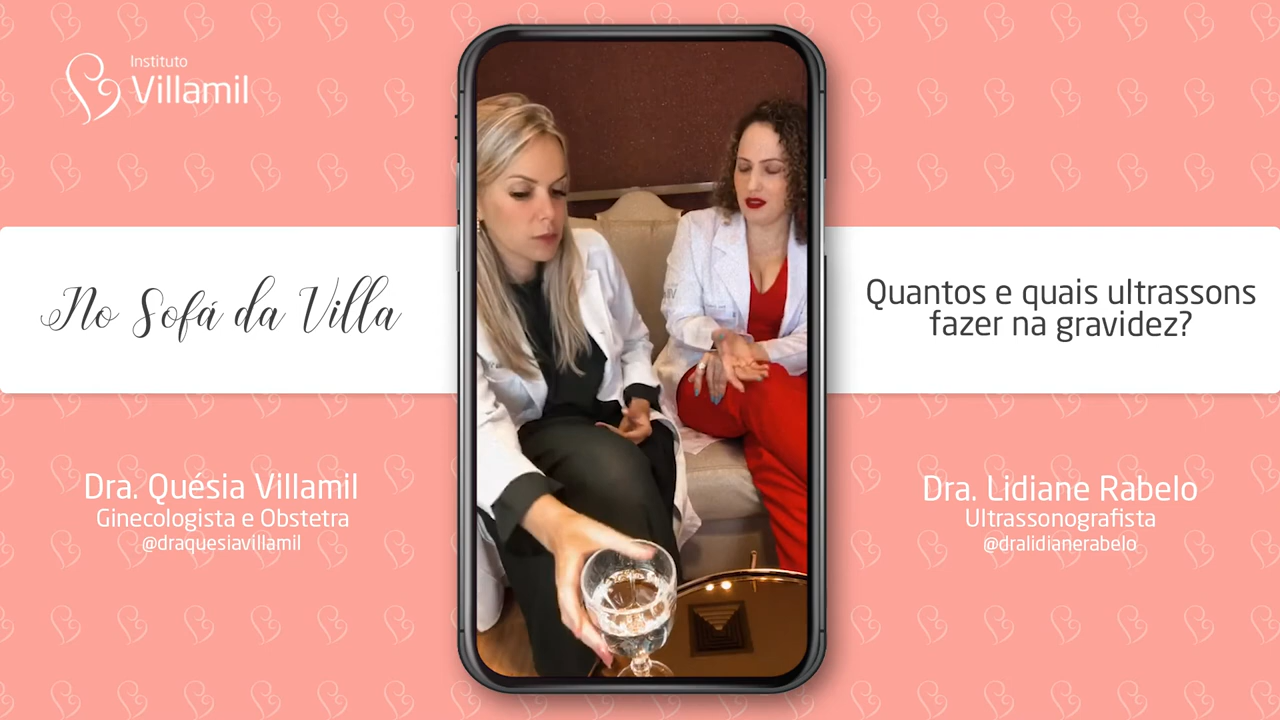 Instituto
Villamil
No Sofá da Villa
Quantos e quais ultrassons
fazer na gravidez?
Dra. Quésia Villamil
Ginecologista e Obstetra
@draquesiavillamil
Dra. Lidiane Rabelo
Ultrassonografista
@dralidianerabelo